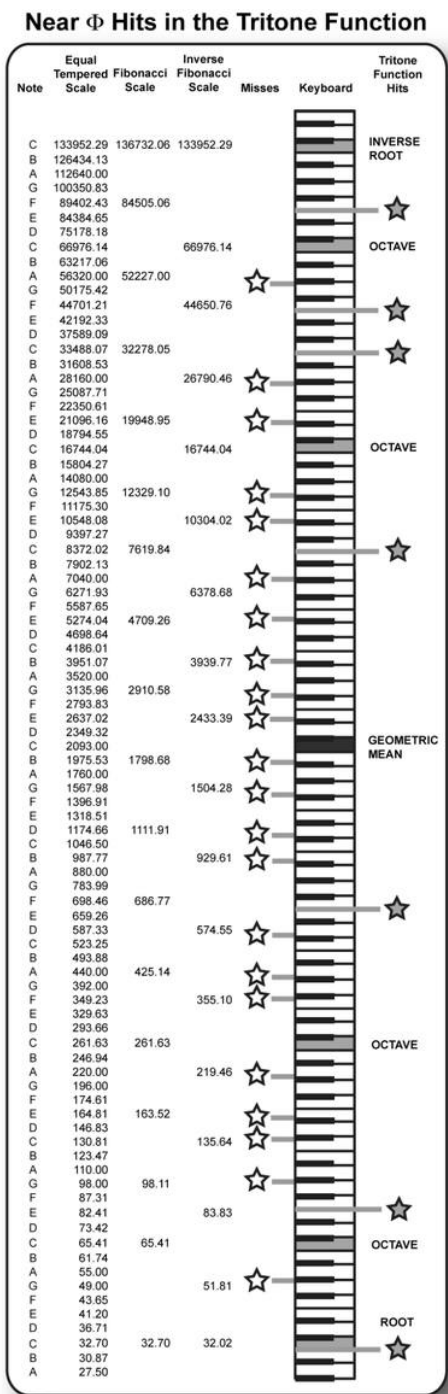 Near Φ Hits in the Tritone Function
Note Equal Tempered Scale Fibonacci Scale Inverse Fibonacci Scale Misses Keyboard Tritone Function Hits
C 133952.29 136732.06 133952.29 INVERSE ROOT
B 126434.13
A 112640.00
G 100350.83
F 89402.43 84505.06
E 84384.65
D 75178.18
C 66976.14 66976.14 OCTAVE
B 63217.06
A 56320.00 52227.00
G 50175.42
F 44701.21 44650.76
E 42192.33
D 37589.09
C 33488.07 32278.05
B 31608.53
A 28160.00 26790.46
G 25087.71
F 22350.61
E 21096.16 19948.95
D 18794.55
C 16744.04 16744.04 OCTAVE
B 15804.27
A 14080.00
G 12543.85 12329.10
F 11175.30
E 10548.08 10304.02
D 9397.27
C 8372.02 7619.84
B 7902.13
A 7040.00
G 6271.93 6378.68
F 5587.65
E 5274.04 4709.26
D 4698.64
C 4186.01
B 3951.07 3939.77
A 3520.00
G 3135.96 2910.58
F 2793.83
E 2637.02 2433.39
D 2349.32
C 2093.00 GEOMETRIC MEAN
B 1975.53 1798.68
A 1760.00
G 1567.98 1504.28
F 1396.91
E 1318.51
D 1174.66 1111.91
C 1046.50
B 987.77 929.61
A 880.00
G 783.99
F 698.46 686.77
E 659.26
D 587.33 574.55
C 523.25
B 493.88
A 440.00 425.14
G 392.00
F 349.23 355.10
E 329.63
D 293.66
C 261.63 261.63 OCTAVE
B 246.94
A 220.00 219.46
G 196.00
F 174.61
E 164.81 163.52
D 146.83
C 130.81 135.64
B 123.47
A 110.00
G 98.00 98.11
F 87.31
E 82.41 83.83
D 73.42
C 65.41 65.41 OCTAVE
B 61.74
A 55.00
G 49.00 51.81
F 43.65
E 41.20
D 36.71 ROOT
C 32.70 32.70 32.02
B 30.87
A 27.50